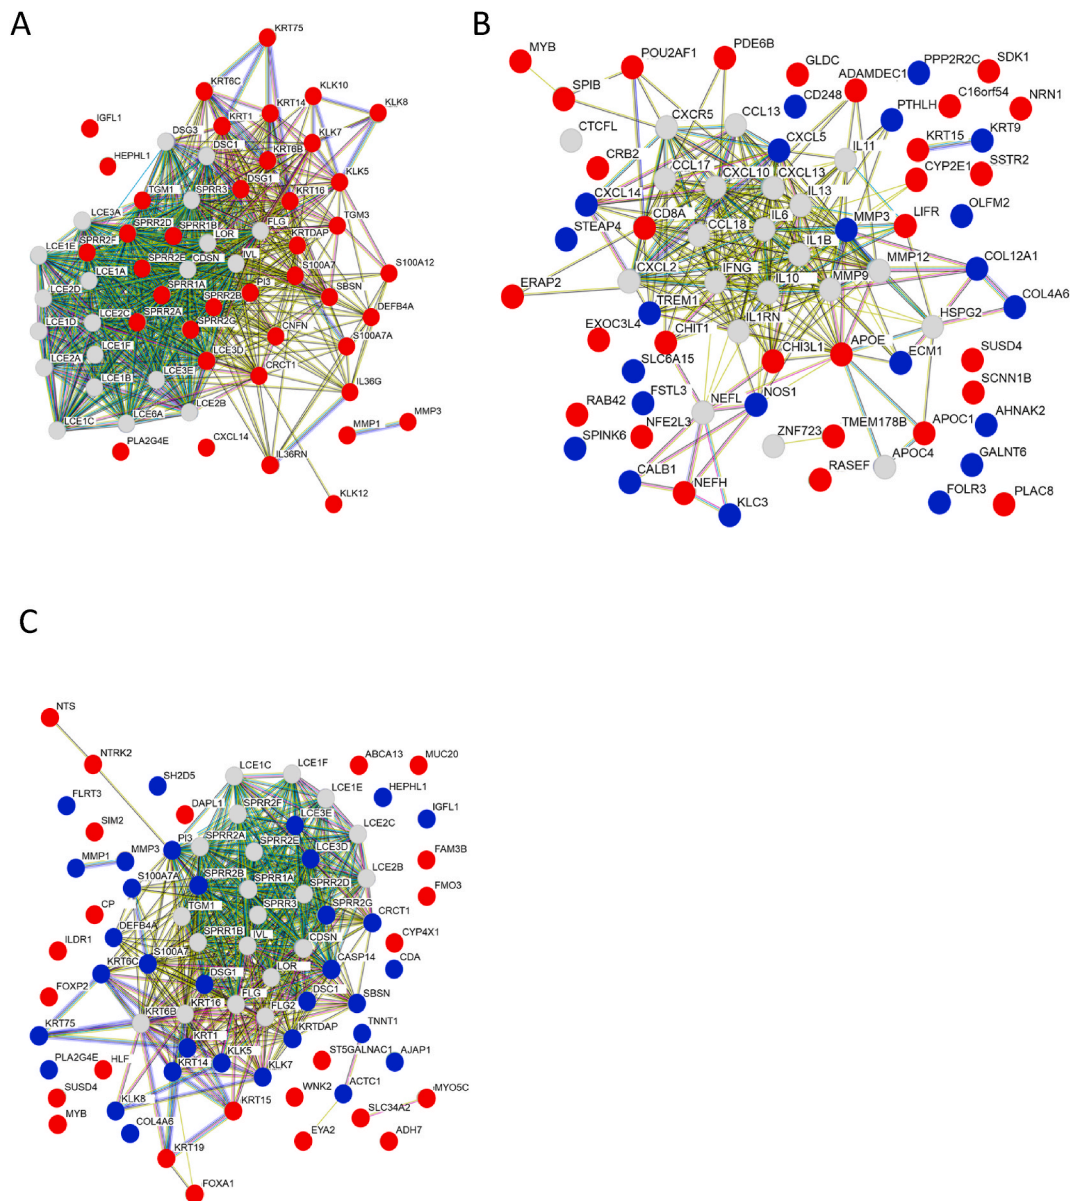 A
KRT75
KRT6C
KLK10
KRT14
KLK8
IGFL1
KRT1
DSG3
KLK7
DSC1
KRT6B
HEPHL1
DSG1
KLK5
TGM1
SPRR3
KRT16
LCE3A
FLG
TGM3
SPRR2D
SPRR1B
KRTDAP
LCE1E
SPRR2F
LOR
IVL
SPRR2E
CDSN
S100A12
LCE1A
S100A7
LCE2D
SPRR1A
PI3
SBSN
SPRR2B
DEFB4A
LCE1D
LCE2C
SPRR2A
SPRR2G
CNFN
S100A7A
LCE1F
LCE2A
LCE3D
LCE1B
LCE3E
CRCT1
IL36G
LCE1C
LCE6A
LCE2B
MMP3
MMP1
PLA2G4E
CXCL14
IL36RN
KLK12
B
MYB
POU2AF1
PDE6B
GLDC
PPP2R2C
SDK1
SPIB
ADAMDEC1
CD248
C16orf54
NRN1
CXCR5
CCL13
PTHLH
CTCFL
CXCL5
IL11
KRT15
KRT9
CRB2
CCL17
CXCL10
CXCL13
CYP2E1
SSTR2
CXCL14
IL13
CD8A
IL6
MMP3
LIFR
OLFM2
STEAP4
CCL18
IL1B
MMP12
COL12A1
CXCL2
IFNG
IL10
MMP9
ERAP2
TREM1
COL4A6
EXOC3L4
CHIT1
IL1RN
HSPG2
CHI3L1
APOE
ECM1
SUSD4
SLC6A15
SCNN1B
FSTL3
NEFL
NOS1
RAB42
NFE2L3
TMEM178B
APOC1
AHNAK2
SPINK6
ZNF723
APOC4
GALNT6
CALB1
NEFH
RASEF
KLC3
FOLR3
PLAC8
C
NTS
NTRK2
LCE1C
LCE1F
ABCA13
MUC20
SH2D5
LCE1E
HEPHL1
FLRT3
DAPL1
SPRR2F
LCE3E
IGFL1
SIM2
LCE2C
PI3
SPRR2A
SPRR2E
LCE3D
MMP1
MMP3
FAM3B
LCE2B
S100A7A
SPRR2B
SPRR1A
SPRR2D
FMO3
CP
TGM1
SPRR3
SPRR2G
CRCT1
DEFB4A
CYP4X1
ILDR1
SPRR1B
IVL
CDSN
S100A7
CASP14
CDA
KRT6C
DSG1
LOR
FOXP2
KRT16
FLG
DSC1
SBSN
KRT6B
FLG2
KRT75
KRT1
KRTDAP
TNNT1
PLA2G4E
HLF
KRT14
KLK5
KLK7
ST5GALNAC1
AJAP1
SUSD4
KLK8
WNK2
ACTC1
MYO5C
MYB
COL4A6
KRT15
SLC34A2
EYA2
ADH7
KRT19
FOXA1